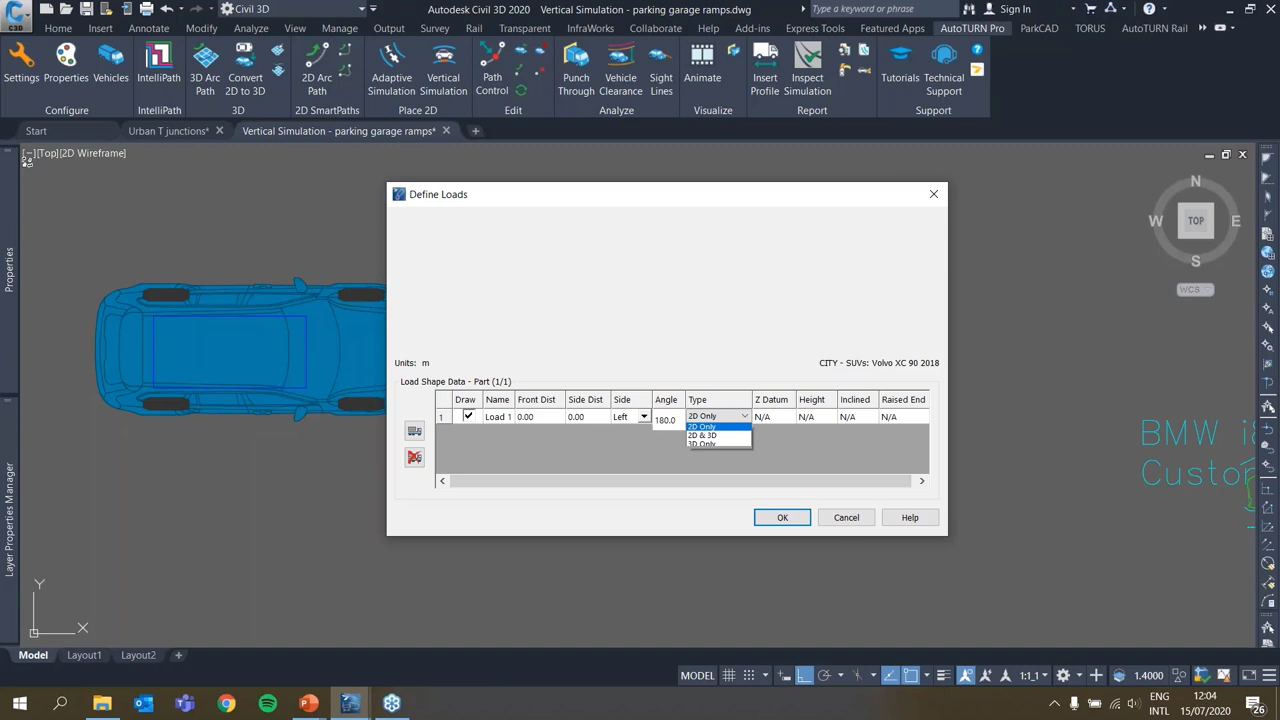 C3D
Civil 3D
Autodesk Civil 3D 2020 Vertical Simulation - parking garage ramps.dwg
Type a keyword or phrase
Sign In
Home Insert Annotate Modify Analyze View Manage Output Survey Rail Transparent InfraWorks Collaborate Help Add-ins Express Tools Featured Apps AutoTURN Pro ParkCAD TORUS AutoTURN Rail
Settings Properties Vehicles IntelliPath 3D Arc Path Convert 2D to 3D 2D Arc Path Adaptive Simulation Vertical Simulation Path Control Punch Through Vehicle Clearance Sight Lines Animate Insert Profile Inspect Simulation Tutorials Technical Support
Configure IntelliPath 3D 2D SmartPaths Place 2D Edit Analyze Visualize Report Support
Start Urban T junctions* Vertical Simulation - parking garage ramps*
[−][Top][2D Wireframe]
Define Loads
N
W TOP E
S
WCS
Properties
Layer Properties Manager
Units: m CITY - SUVs: Volvo XC 90 2018
Load Shape Data - Part (1/1)
Draw Name Front Dist Side Dist Side Angle Type Z Datum Height Inclined Raised End
1 Load 1 0.00 0.00 Left 180.0 2D Only N/A N/A N/A N/A
2D Only
2D & 3D
3D Only
OK Cancel Help
BMW i8
Custom
Y
X
Model Layout1 Layout2
MODEL 1:1 1.4000
ENG 12:04
INTL 15/07/2020 26